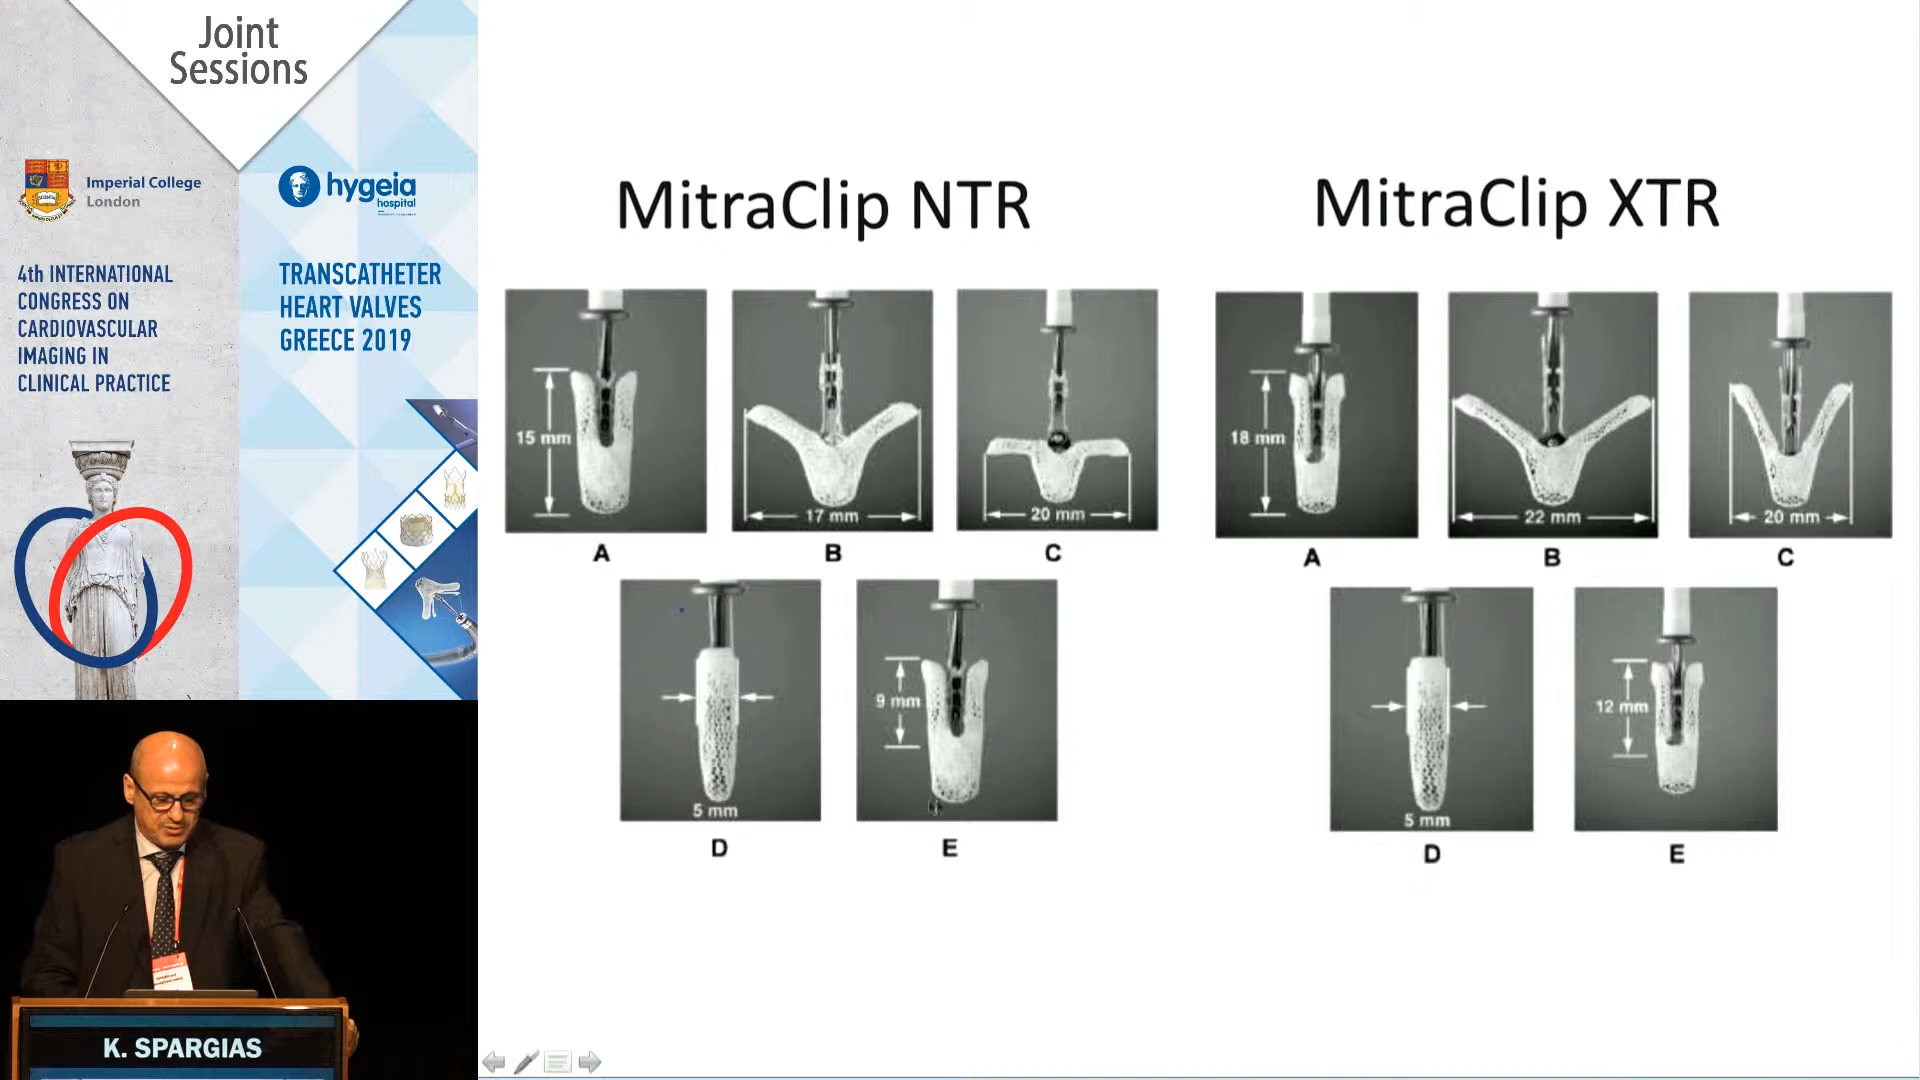 Joint
Sessions
Imperial College
London
hygeia
hospital
4th INTERNATIONAL
CONGRESS ON
CARDIOVASCULAR
IMAGING IN
CLINICAL PRACTICE
TRANSCATHETER
HEART VALVES
GREECE 2019
K. SPARGIAS
MitraClip NTR
15 mm
17 mm
20 mm
A
B
C
5 mm
9 mm
D
E
MitraClip XTR
18 mm
22 mm
20 mm
A
B
C
5 mm
12 mm
D
E